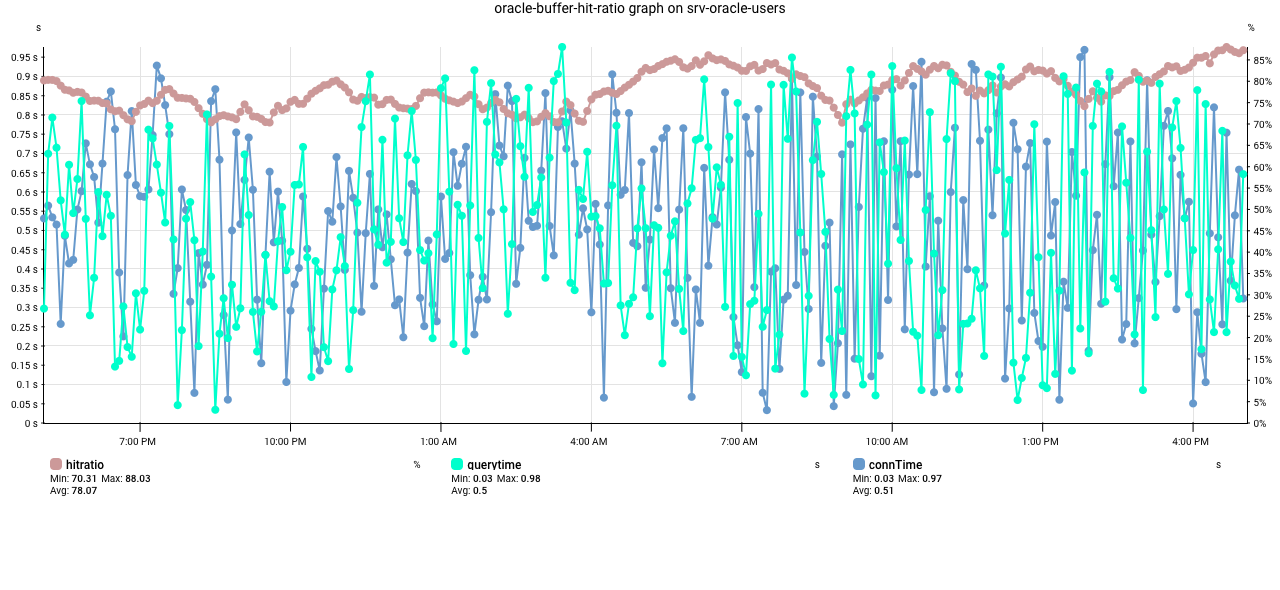 oracle-buffer-hit-ratio graph on srv-oracle-users
s %
0.95 s 85%
0.9 s 80%
0.85 s 75%
0.8 s 70%
0.75 s 65%
0.7 s 60%
0.65 s 55%
0.6 s 50%
0.55 s 45%
0.5 s 40%
0.45 s 35%
0.4 s 30%
0.35 s 25%
0.3 s 20%
0.25 s 15%
0.2 s 10%
0.15 s 5%
0.1 s 0%
0.05 s
0 s
7:00 PM 10:00 PM 1:00 AM 4:00 AM 7:00 AM 10:00 AM 1:00 PM 4:00 PM
hitratio % querytime s connTime s
Min: 70.31 Max: 88.03 Min: 0.03 Max: 0.98 Min: 0.03 Max: 0.97
Avg: 78.07 Avg: 0.5 Avg: 0.51